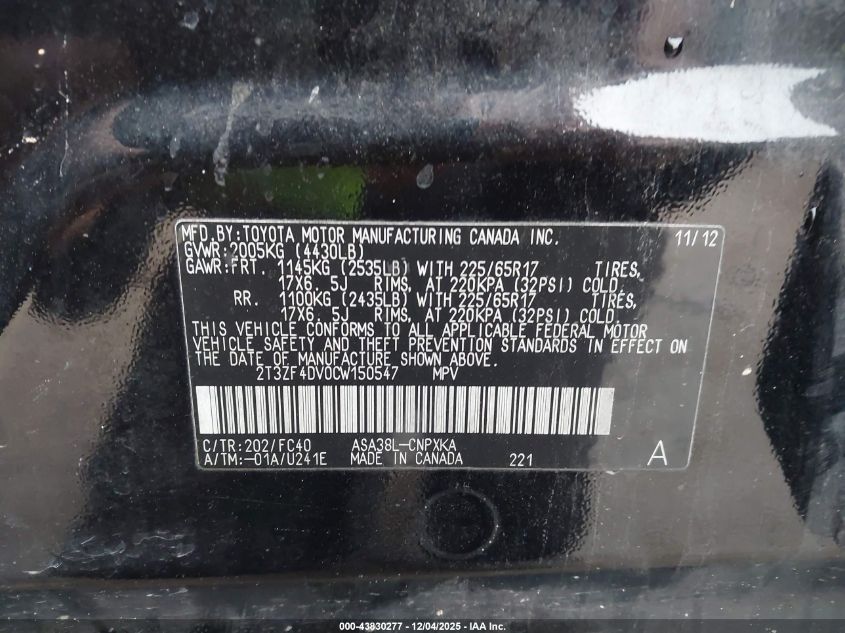 MFD.BY:TOYOTA MOTOR MANUFACTURING CANADA INC. 11/12
GVWR:2005KG (4430LB)
GAWR:FRT. 1145KG (2535LB) WITH 225/65R17 TIRES,
17X6. 5J RIMS, AT 220KPA (32PSI) COLD.
RR. 1100KG (2435LB) WITH 225/65R17 TIRES,
17X6. 5J RIMS, AT 220KPA (32PSI) COLD.
THIS VEHICLE CONFORMS TO ALL APPLICABLE FEDERAL MOTOR
VEHICLE SAFETY AND THEFT PREVENTION STANDARDS IN EFFECT ON
THE DATE OF MANUFACTURE SHOWN ABOVE.
2T3ZF4DV0CW150547 MPV
C/TR:202/FC40 ASA38L-CNPXKA
A/TM:-01A/U241E MADE IN CANADA 221 A
000-43830277 - 12/04/2025 - IAA Inc.